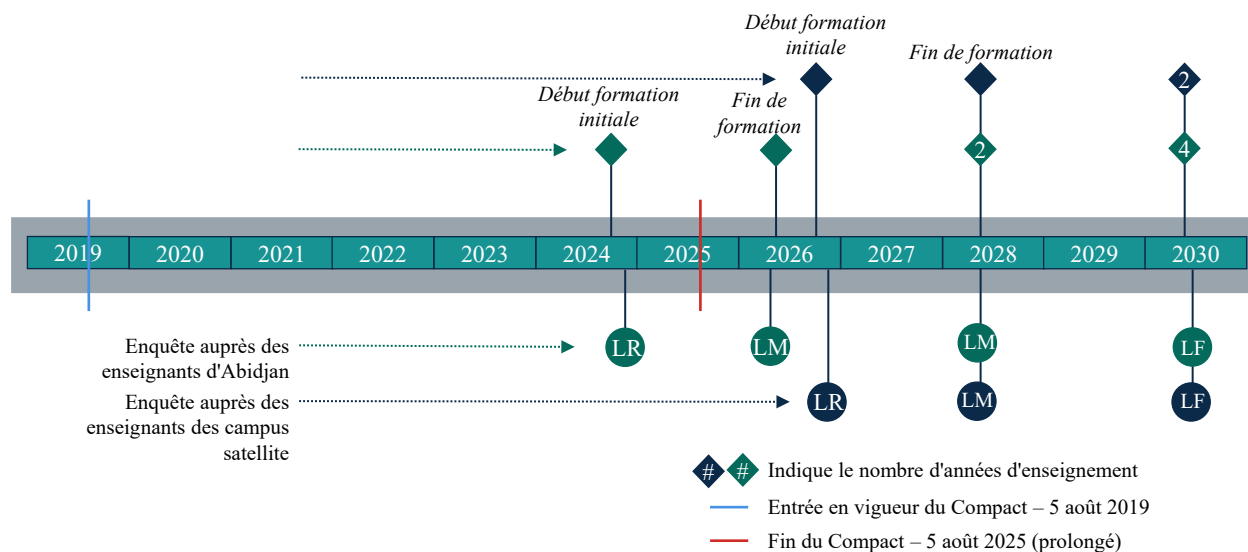 Début formation
initiale
Fin de formation
2
Début formation
initiale
Fin de
formation
2
4
2019
2020
2021
2022
2023
2024
2025
2026
2027
2028
2029
2030
Enquête auprès des
enseignants d'Abidjan
LR
LM
LM
LF
Enquête auprès des
enseignants des campus
satellite
LR
LM
LF
# # Indique le nombre d'années d'enseignement
Entrée en vigueur du Compact – 5 août 2019
Fin du Compact – 5 août 2025 (prolongé)